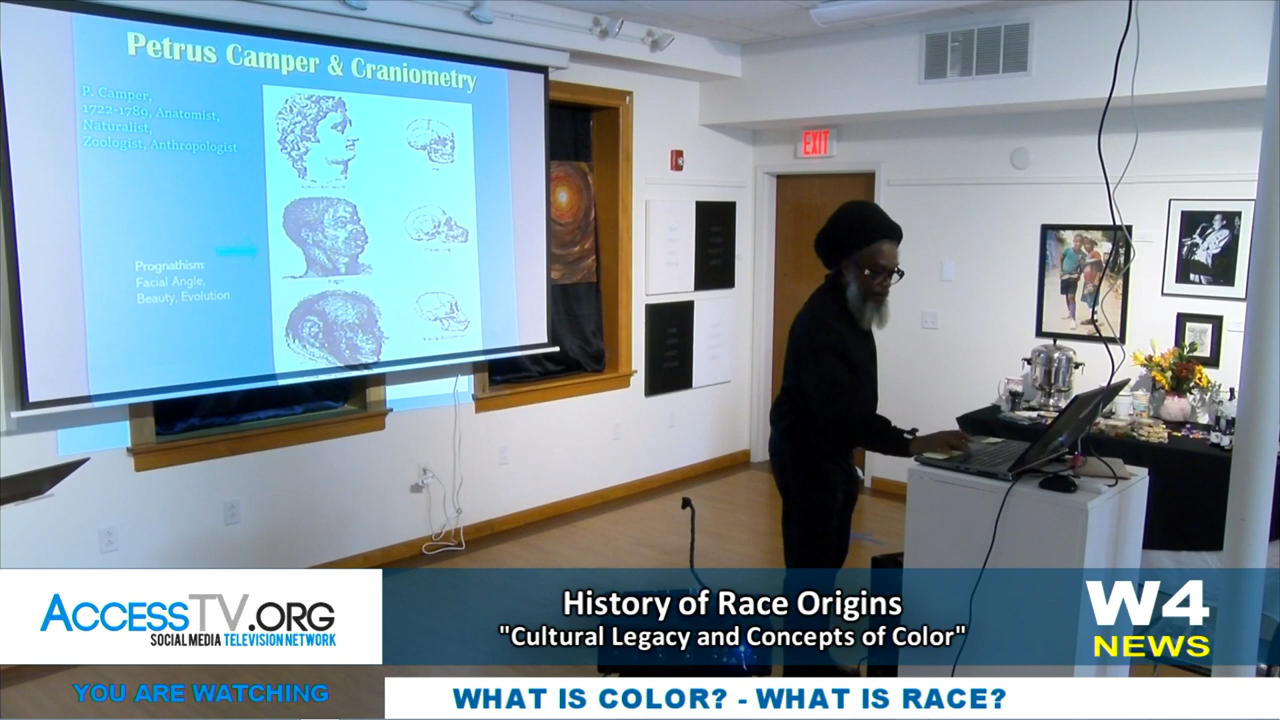 Petrus Camper & Craniometry
P. Camper,
1722-1789, Anatomist,
Naturalist,
Zoologist, Anthropologist
Prognathism:
Facial Angle,
Beauty, Evolution
EXIT
AccessTV.org
SOCIAL MEDIA TELEVISION NETWORK
History of Race Origins
"Cultural Legacy and Concepts of Color"
W4
NEWS
YOU ARE WATCHING
WHAT IS COLOR? - WHAT IS RACE?